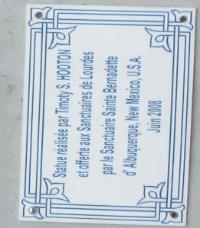 Statue réalisée par Timoty S. HOOTON
et offerte aux Sanctuaires de Lourdes
par le Sanctuaire Sainte Bernadette
d' Albuquerque, New Mexico, U.S.A.
Juin 2008